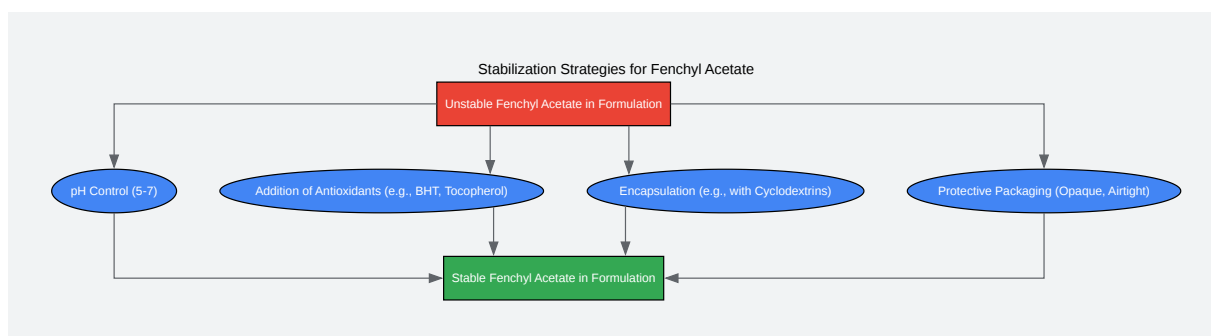 Stabilization Strategies for Fenchyl Acetate
Unstable Fenchyl Acetate in Formulation
pH Control (5-7)
Addition of Antioxidants (e.g., BHT, Tocopherol)
Encapsulation (e.g., with Cyclodextrins)
Protective Packaging (Opaque, Airtight)
Stable Fenchyl Acetate in Formulation